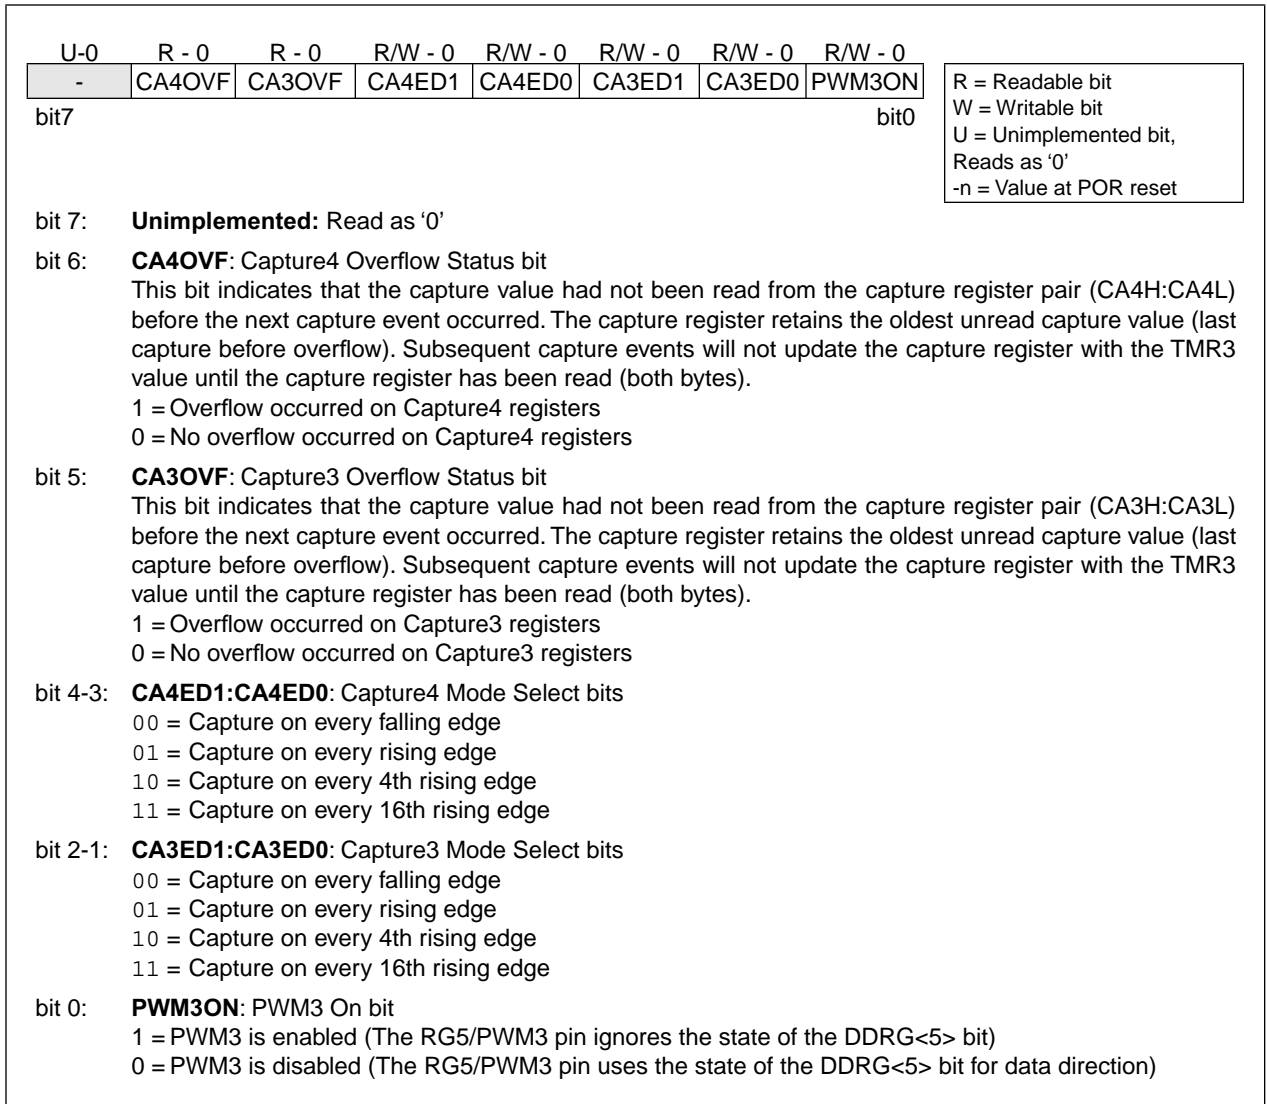 U-0 R - 0 R - 0 R/W - 0 R/W - 0 R/W - 0 R/W - 0 R/W - 0
- CA4OVF CA3OVF CA4ED1 CA4ED0 CA3ED1 CA3ED0 PWM3ON
bit7 bit0
R = Readable bit
W = Writable bit
U = Unimplemented bit,
Reads as ‘0’
-n = Value at POR reset
bit 7: Unimplemented: Read as ‘0’
bit 6: CA4OVF: Capture4 Overflow Status bit
This bit indicates that the capture value had not been read from the capture register pair (CA4H:CA4L)
before the next capture event occurred. The capture register retains the oldest unread capture value (last
capture before overflow). Subsequent capture events will not update the capture register with the TMR3
value until the capture register has been read (both bytes).
1 = Overflow occurred on Capture4 registers
0 = No overflow occurred on Capture4 registers
bit 5: CA3OVF: Capture3 Overflow Status bit
This bit indicates that the capture value had not been read from the capture register pair (CA3H:CA3L)
before the next capture event occurred. The capture register retains the oldest unread capture value (last
capture before overflow). Subsequent capture events will not update the capture register with the TMR3
value until the capture register has been read (both bytes).
1 = Overflow occurred on Capture3 registers
0 = No overflow occurred on Capture3 registers
bit 4-3: CA4ED1:CA4ED0: Capture4 Mode Select bits
00 = Capture on every falling edge
01 = Capture on every rising edge
10 = Capture on every 4th rising edge
11 = Capture on every 16th rising edge
bit 2-1: CA3ED1:CA3ED0: Capture3 Mode Select bits
00 = Capture on every falling edge
01 = Capture on every rising edge
10 = Capture on every 4th rising edge
11 = Capture on every 16th rising edge
bit 0: PWM3ON: PWM3 On bit
1 = PWM3 is enabled (The RG5/PWM3 pin ignores the state of the DDRG<5> bit)
0 = PWM3 is disabled (The RG5/PWM3 pin uses the state of the DDRG<5> bit for data direction)